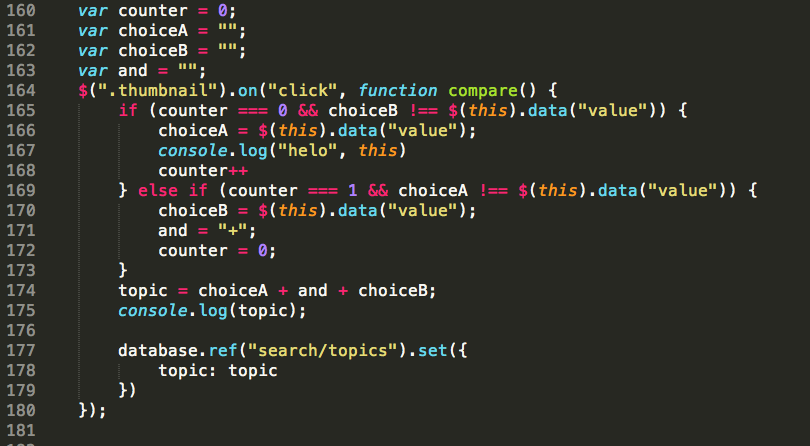 160 var counter = 0;
161 var choiceA = "";
162 var choiceB = "";
163 var and = "";
164 $(".thumbnail").on("click", function compare() {
165 if (counter === 0 && choiceB !== $(this).data("value")) {
166 choiceA = $(this).data("value");
167 console.log("helo", this)
168 counter++
169 } else if (counter === 1 && choiceA !== $(this).data("value")) {
170 choiceB = $(this).data("value");
171 and = "+";
172 counter = 0;
173 }
174 topic = choiceA + and + choiceB;
175 console.log(topic);
176
177 database.ref("search/topics").set({
178 topic: topic
179 })
180 });
181